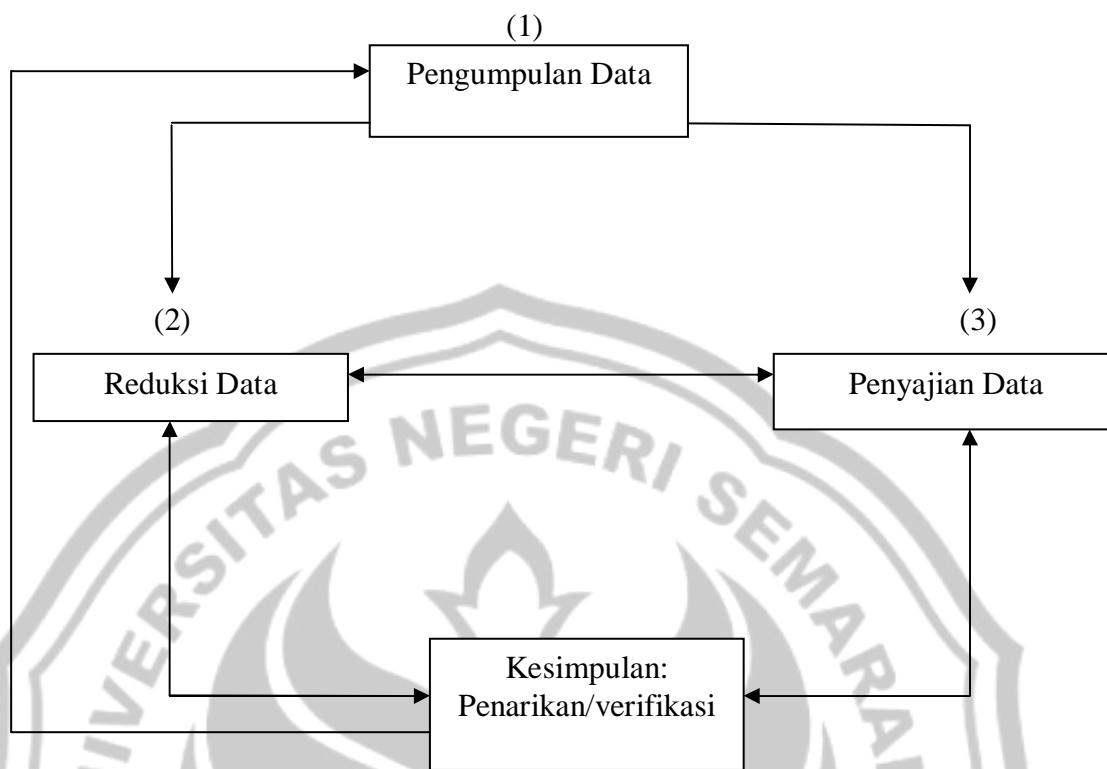 (1)
Pengumpulan Data
(2)
(3)
Reduksi Data
Penyajian Data
UNIVERSITAS NEGERI SEMARANG
Kesimpulan:
Penarikan/verifikasi